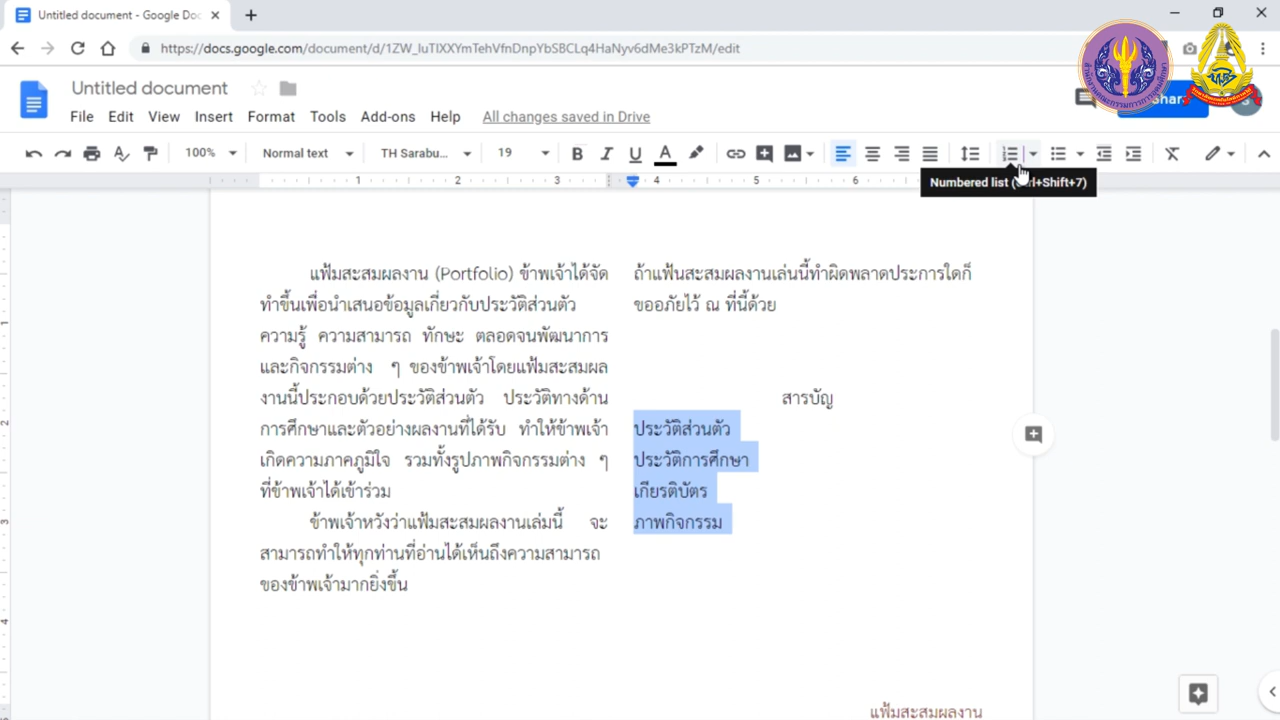 Untitled document - Google Doc
https://docs.google.com/document/d/1ZW_IuTIXXYmTehVfnDnpYbSBCLq4HaNyv6dMe3kPTzM/edit
Untitled document
File Edit View Insert Format Tools Add-ons Help All changes saved in Drive
100% Normal text TH Sarabu... 19
Numbered list (Ctrl+Shift+7)
1 2 3 4 5 6
แฟ้มสะสมผลงาน (Portfolio) ข้าพเจ้าได้จัด
ทำขึ้นเพื่อนำเสนอข้อมูลเกี่ยวกับประวัติส่วนตัว
ความรู้ ความสามารถ ทักษะ ตลอดจนพัฒนาการ
และกิจกรรมต่าง ๆ ของข้าพเจ้าโดยแฟ้มสะสมผล
งานนี้ประกอบด้วยประวัติส่วนตัว ประวัติทางด้าน
การศึกษาและตัวอย่างผลงานที่ได้รับ ทำให้ข้าพเจ้า
เกิดความภาคภูมิใจ รวมทั้งรูปภาพกิจกรรมต่าง ๆ
ที่ข้าพเจ้าได้เข้าร่วม
ข้าพเจ้าหวังว่าแฟ้มสะสมผลงานเล่มนี้ จะ
สามารถทำให้ทุกท่านที่อ่านได้เห็นถึงความสามารถ
ของข้าพเจ้ามากยิ่งขึ้น
ถ้าแฟ้นสะสมผลงานเล่นนี้ทำผิดพลาดประการใดก็
ขออภัยไว้ ณ ที่นี้ด้วย
สารบัญ
ประวัติส่วนตัว
ประวัติการศึกษา
เกียรติบัตร
ภาพกิจกรรม
แฟ้มสะสมผลงาน